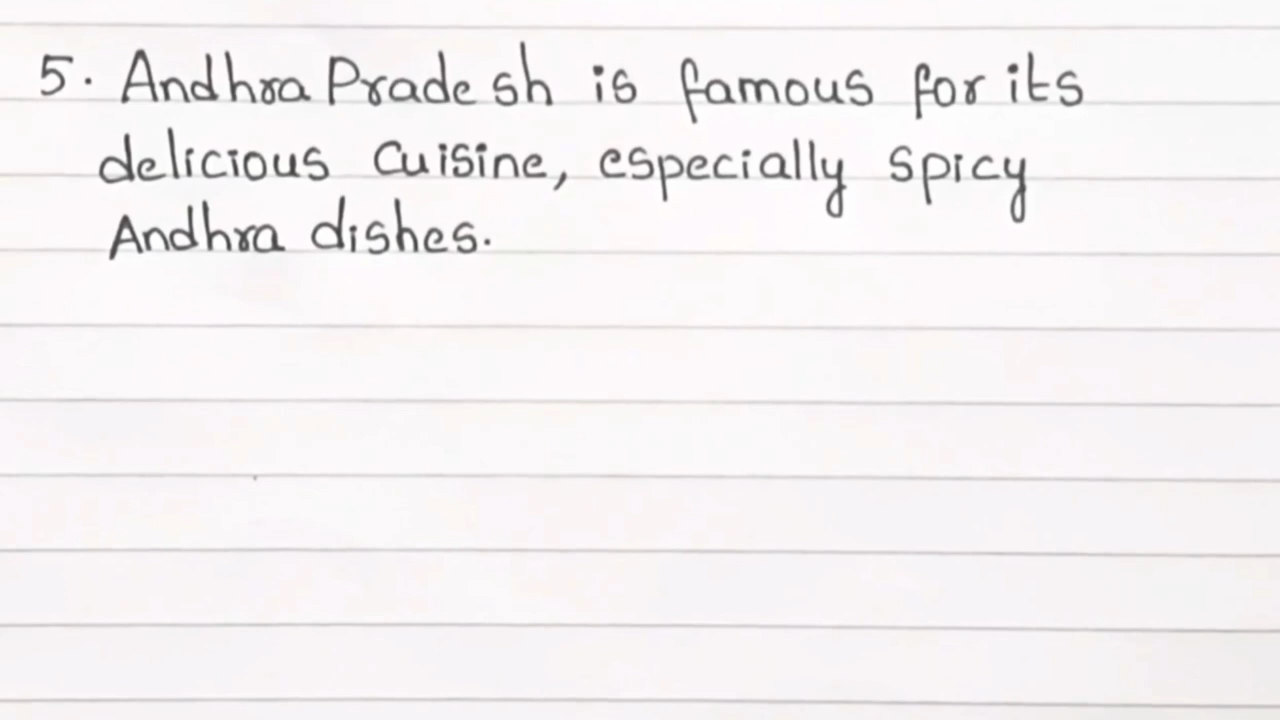 5. Andhra Pradesh is famous for its
delicious cuisine, especially spicy
Andhra dishes.